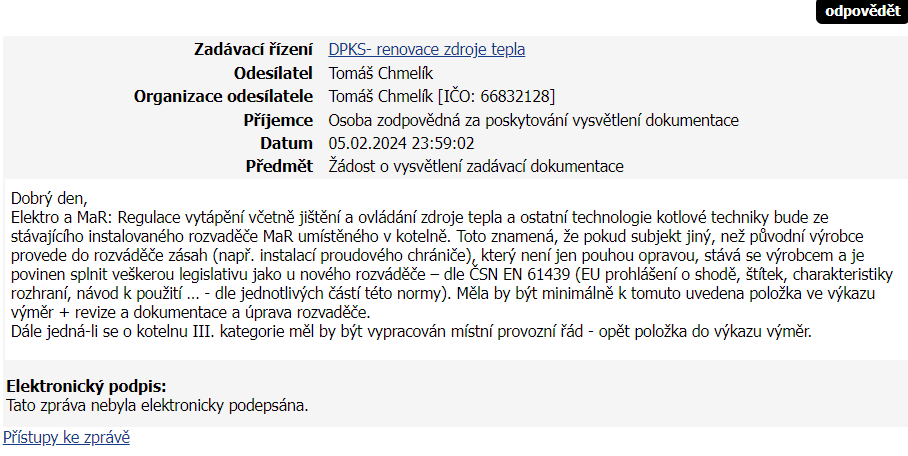 odpovědět
Zadávací řízení DPKS- renovace zdroje tepla
Odesílatel Tomáš Chmelík
Organizace odesílatele Tomáš Chmelík [IČO: 66832128]
Příjemce Osoba zodpovědná za poskytování vysvětlení dokumentace
Datum 05.02.2024 23:59:02
Předmět Žádost o vysvětlení zadávací dokumentace
Dobrý den,
Elektro a MaR: Regulace vytápění včetně jištění a ovládání zdroje tepla a ostatní technologie kotlové techniky bude ze
stávajícího instalovaného rozvaděče MaR umístěného v kotelně. Toto znamená, že pokud subjekt jiný, než původní výrobce
provede do rozváděče zásah (např. instalací proudového chrániče), který není jen pouhou opravou, stává se výrobcem a je
povinen splnit veškerou legislativu jako u nového rozváděče – dle ČSN EN 61439 (EU prohlášení o shodě, štítek, charakteristiky
rozhraní, návod k použití ... - dle jednotlivých částí této normy). Měla by být minimálně k tomuto uvedena položka ve výkazu
výměr + revize a dokumentace a úprava rozvaděče.
Dále jedná-li se o kotelnu III. kategorie měl by být vypracován místní provozní řád - opět položka do výkazu výměr.
Elektronický podpis:
Tato zpráva nebyla elektronicky podepsána.
Přístupy ke zprávě